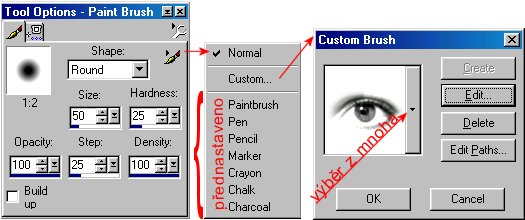 Tool Options - Paint Brush
Shape:
Round
1:2
Size:
Hardness:
50
25
Opacity:
Step:
Density:
100
25
100
Build up
Normal
Custom...
Paintbrush
Pen
Pencil
Marker
Crayon
Chalk
Charcoal
přednastaveno
Custom Brush
Create
Edit...
Delete
Edit Paths...
výběr z mnoha
OK
Cancel